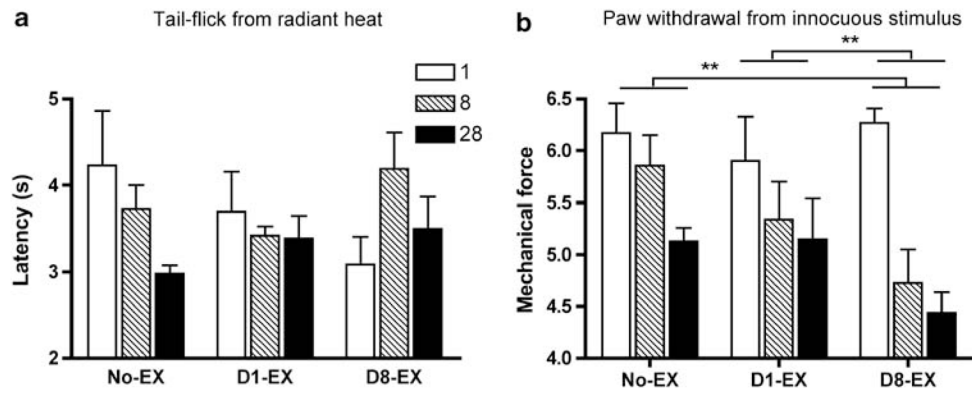 a
Tail-flick from radiant heat
1
8
28
5
4
3
2
Latency (s)
No-EX
D1-EX
D8-EX
b
Paw withdrawal from innocuous stimulus
**
**
6.5
6.0
5.5
5.0
4.5
4.0
Mechanical force
No-EX
D1-EX
D8-EX